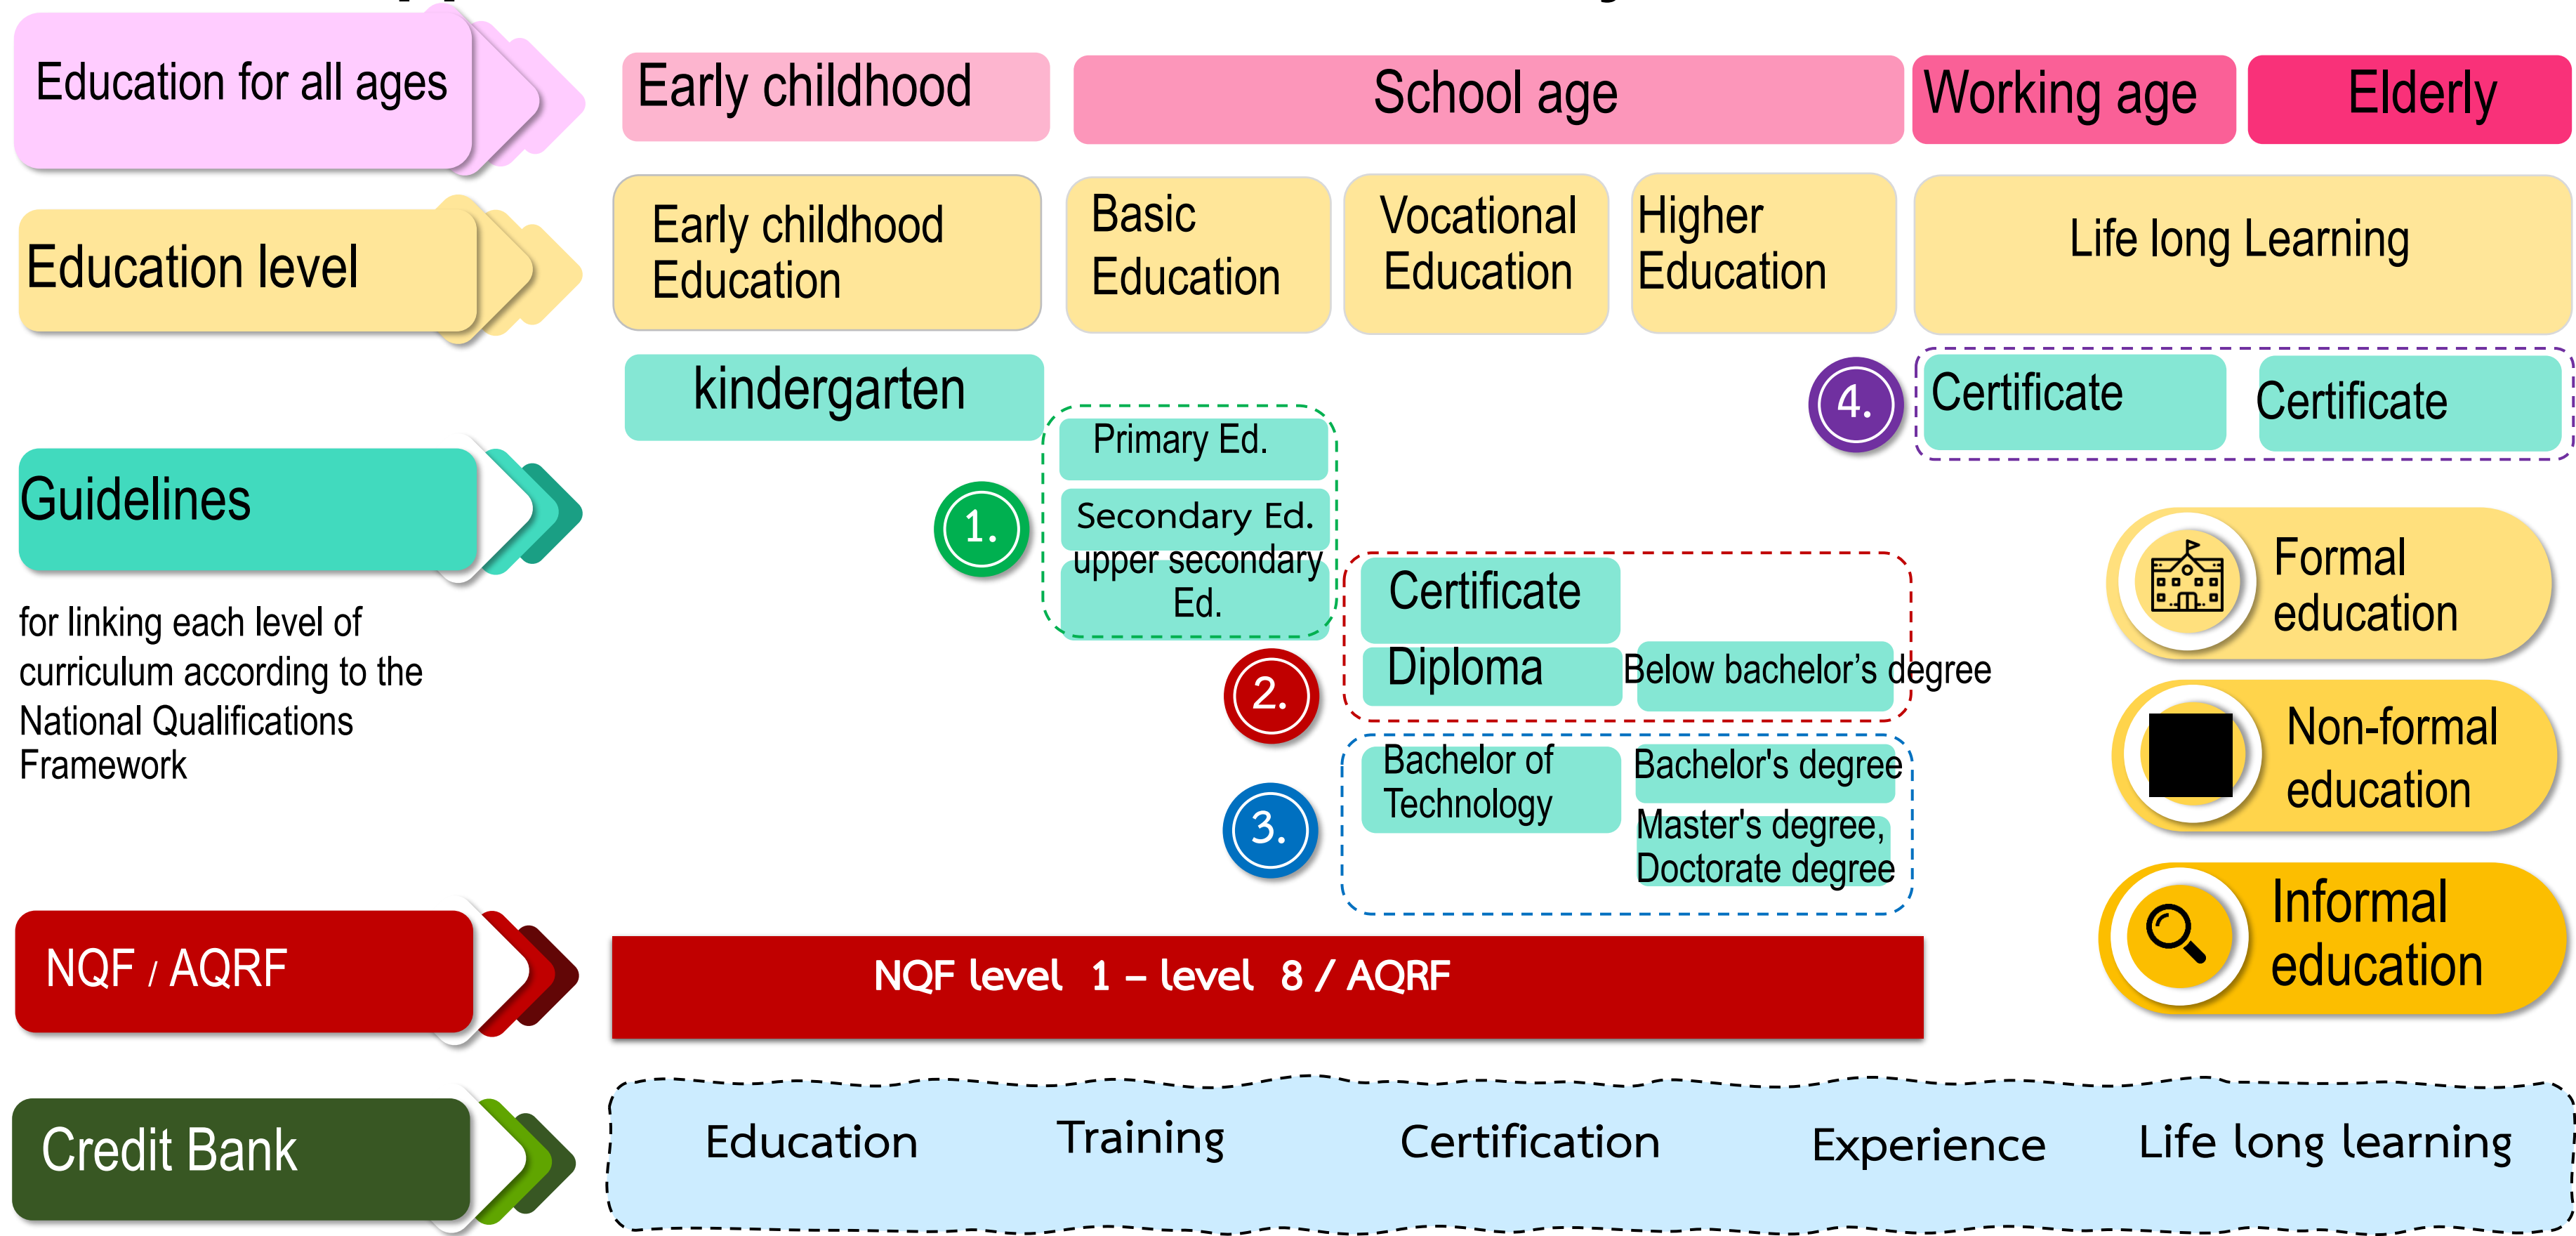 Education for all ages
Early childhood
School age
Working age
Elderly
Education level
Early childhood
Education
Basic
Education
Vocational
Education
Higher
Education
Life long Learning
Guidelines
for linking each level of
curriculum according to the
National Qualifications
Framework
kindergarten
1.
Primary Ed.
Secondary Ed.
upper secondary
Ed.
2.
Certificate
Diploma
Below bachelor’s degree
3.
Bachelor of
Technology
Bachelor's degree
Master's degree,
Doctorate degree
4.
Certificate
Certificate
Formal
education
Non-formal
education
Informal
education
NQF / AQRF
NQF level 1 – level 8 / AQRF
Credit Bank
Education
Training
Certification
Experience
Life long learning